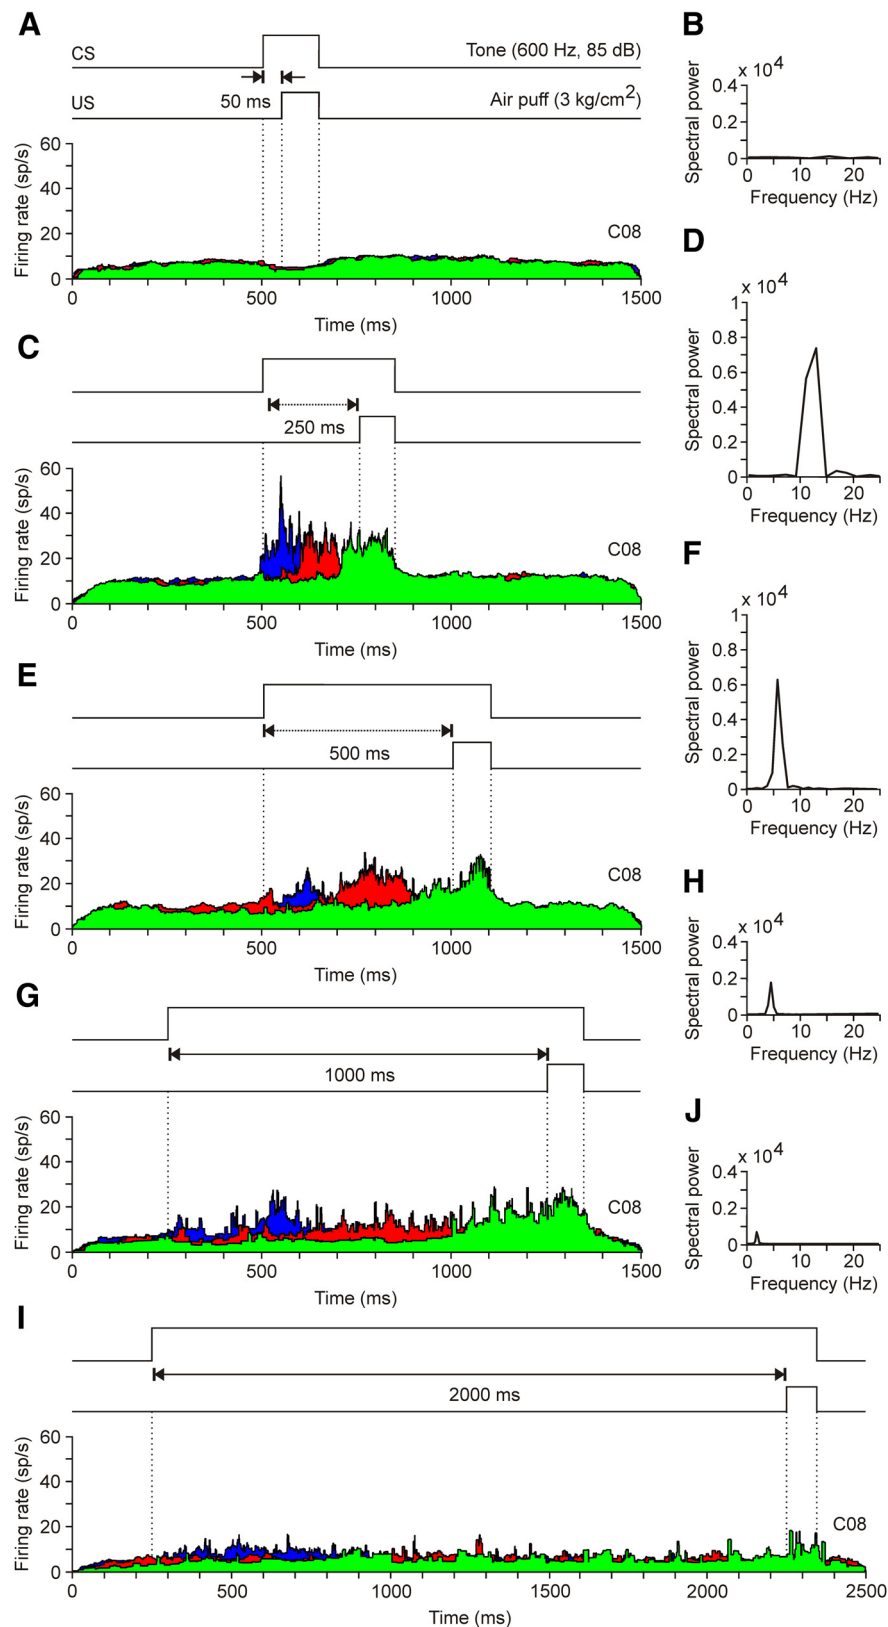 A
CS
Tone (600 Hz, 85 dB)
50 ms
US
Air puff (3 kg/cm2)
Firing rate (sp/s)
60
40
20
0
C08
0 500 1000 1500
Time (ms)
B
x 10^4
Spectral power
0.4
0.2
0
0 10 20
Frequency (Hz)
C
250 ms
Firing rate (sp/s)
60
40
20
0
C08
0 500 1000 1500
Time (ms)
D
x 10^4
Spectral power
1
0.8
0.6
0.4
0.2
0
0 10 20
Frequency (Hz)
E
500 ms
Firing rate (sp/s)
60
40
20
0
C08
0 500 1000 1500
Time (ms)
F
x 10^4
Spectral power
1
0.8
0.6
0.4
0.2
0
0 10 20
Frequency (Hz)
G
1000 ms
Firing rate (sp/s)
60
40
20
0
C08
0 500 1000 1500
Time (ms)
H
x 10^4
Spectral power
0.4
0.2
0
0 10 20
Frequency (Hz)
I
2000 ms
Firing rate (sp/s)
60
40
20
0
C08
0 500 1000 1500 2000 2500
Time (ms)
J
x 10^4
Spectral power
0.4
0.2
0
0 10 20
Frequency (Hz)